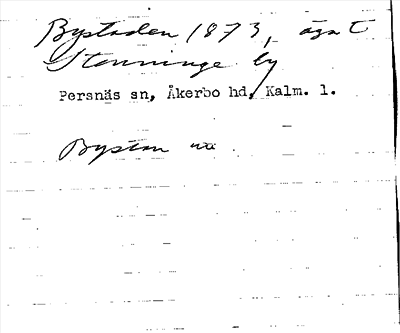 Bystaden 1873, ägat
Stenninge by
Persnäs sn, Åkerbo hd, Kalm. l.
Bystan